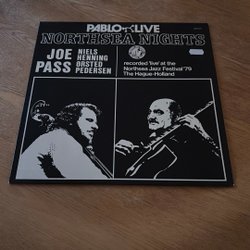 PABLO LIVE
NORTHSEA NIGHTS
JOE
PASS
NIELS
HENNING
ØRSTED
PEDERSEN
recorded 'live' at the
Northsea Jazz Festival '79
The Hague-Holland